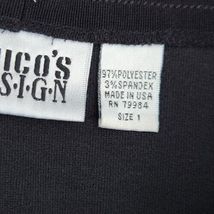 ICO'S
SIGN
97% POLYESTER
3% SPANDEX
MADE IN USA
RN 79984
SIZE 1